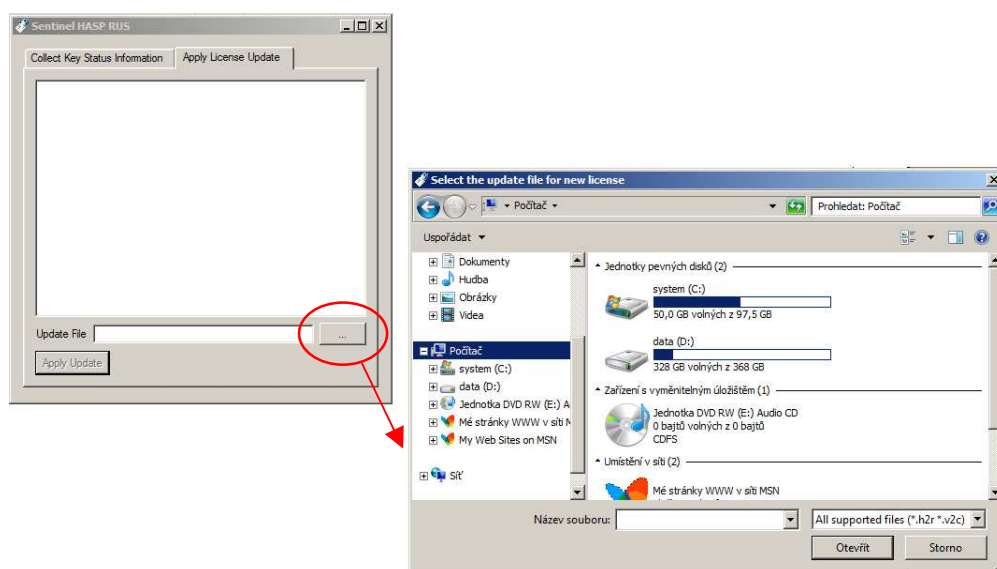 Sentinel HASP RUS
Collect Key Status Information
Apply License Update
Update File
...
Apply Update
Select the update file for new license
Počítač
Prohledat: Počítač
Uspořádat
Dokumenty
Hudba
Obrázky
Videa
Počítač
system (C:)
data (D:)
Jednotka DVD RW (E:) A
Mé stránky WWW v síti
My Web Sites on MSN
Síť
Jednotky pevných disků (2)
system (C:)
50,0 GB volných z 97,5 GB
data (D:)
328 GB volných z 368 GB
Zařízení s vyměnitelným úložištěm (1)
Jednotka DVD RW (E:) Audio CD
0 bajtů volných z 0 bajtů
CDFS
Umístění v síti (2)
Mé stránky WWW v síti MSN
Název souboru:
All supported files (*.h2r *.v2c)
Otevřít
Storno